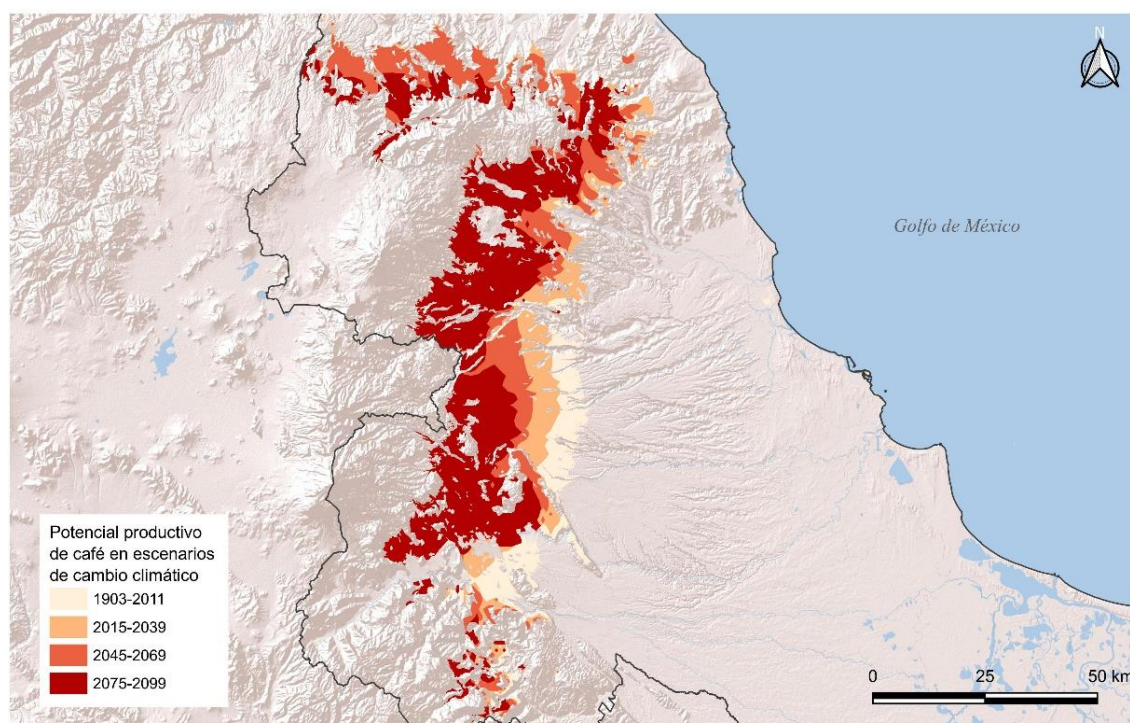 N
Golfo de México
Potencial productivo
de café en escenarios
de cambio climático
1903-2011
2015-2039
2045-2069
2075-2099
0 25 50 km